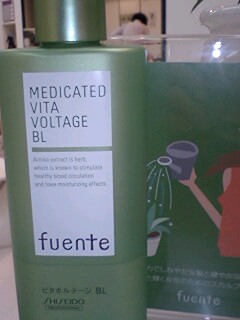 MEDICATED
VITA
VOLTAGE
BL
Arnika extract is herb,
which is known to stimulate
healthy blood circulation
and have moisturizing effects.
fuente
ビタボルテージ BL
SHISEIDO
PROFESSIONAL
fuente